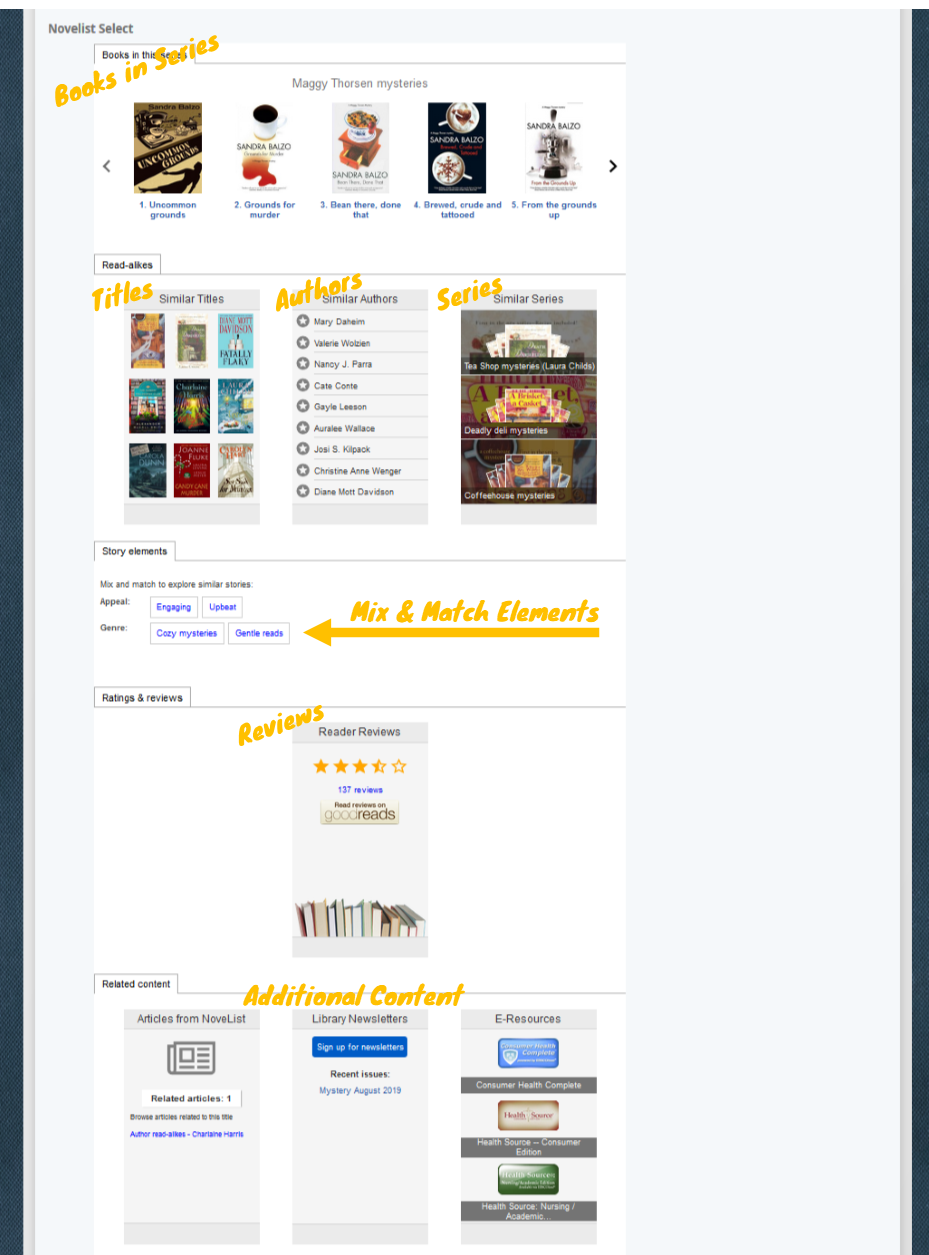 Novelist Select
Books in this series
Books in Series
Maggy Thorsen mysteries
Sandra Balzo
UNCOMMON GROUNDS
SANDRA BALZO
Grounds for Murder
SANDRA BALZO
Bean There, Done That
SANDRA BALZO
Brewed, Crude and Tattooed
SANDRA BALZO
From the Grounds Up
1. Uncommon grounds
2. Grounds for murder
3. Bean there, done that
4. Brewed, crude and tattooed
5. From the grounds up
Read-alikes
Titles
Similar Titles
DIANE MOTT
DAVIDSON
FATALLY
FLAKY
Charlaine
Harris
CAROLA
DUNN
JOANNE
FLUKE
CANDY CANE
MURDER
Authors
Similar Authors
Mary Daheim
Valerie Wolzien
Nancy J. Parra
Cate Conte
Gayle Leeson
Auralee Wallace
Josi S. Kilpack
Christine Anne Wenger
Diane Mott Davidson
Series
Similar Series
Tea Shop mysteries (Laura Childs)
A Brisket,
a Casket
Deadly deli mysteries
Coffeehouse mysteries
Story elements
Mix and match to explore similar stories:
Appeal:
Engaging
Upbeat
Genre:
Cozy mysteries
Gentle reads
Mix & Match Elements
Ratings & reviews
Reviews
Reader Reviews
137 reviews
Read reviews on
goodreads
Related content
Additional Content
Articles from NoveList
Related articles: 1
Browse articles related to this title
Author read-alikes - Charlaine Harris
Library Newsletters
Sign up for newsletters
Recent issues:
Mystery August 2019
E-Resources
Consumer Health
Complete
Consumer Health Complete
Health Source
Health Source -- Consumer
Edition
Health Source:
Nursing/Academic Edition
Health Source: Nursing /
Academic...